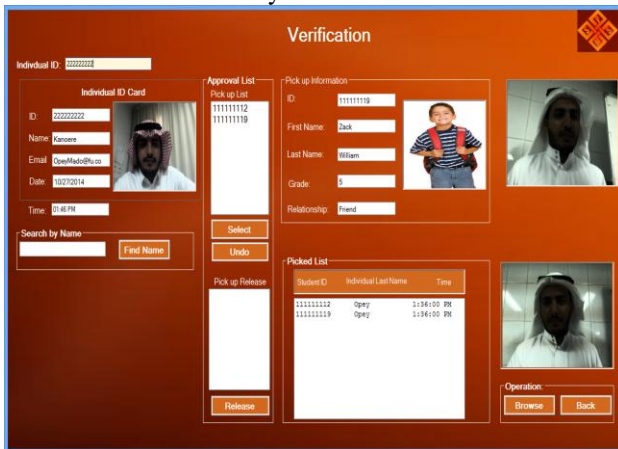 Verification
Indivdual ID: 222222222
Individual ID Card
ID: 222222222
Name: Kanoere
Email OpeyMado@fu.co
Date: 10/27/2014
Time: 01:46 PM
Search by Name
Find Name
Approval List
Pick up List
111111112
111111119
Select
Undo
Pick up Release
Release
Pick up Information
ID: 111111119
First Name: Zack
Last Name: William
Grade: 5
Relationship: Friend
Picked List
Student ID Individual Last Name Time
111111112 Opey 1:36:00 PM
111111119 Opey 1:36:00 PM
Operation:
Browse Back